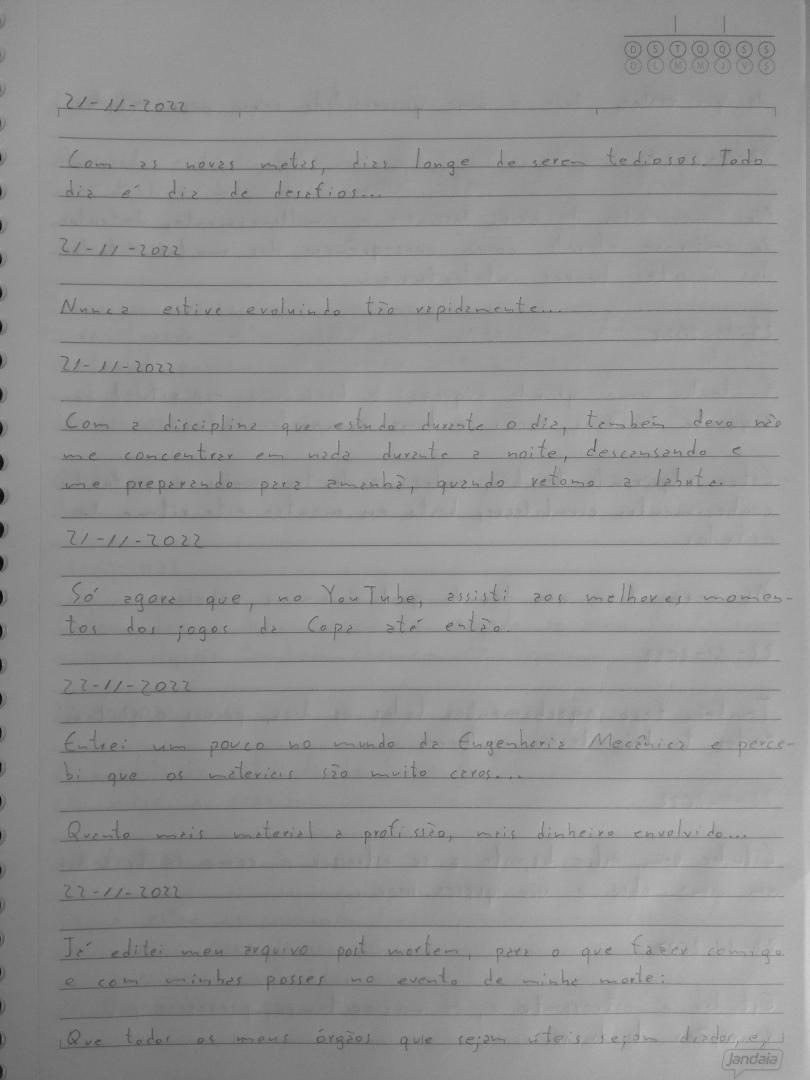 D S T Q Q S S
D L M M J V S
21-11-2022
Com as novas metas, dias longe de serem tediosos. Todo
dia é dia de desafios...
21-11-2022
Nunca estive evoluindo tão rapidamente...
21-11-2022
Com a disciplina que estudo durante o dia, também devo não
me concentrar em nada durante a noite, descansando e
me preparando para amanhã, quando retomo a labuta.
21-11-2022
Só agora que, no YouTube, assisti aos melhores momen-
tos dos jogos da Copa até então.
22-11-2022
Entrei um pouco no mundo da Engenharia Mecânica e perce-
bi que os materiais são muito caros...
Quanto mais material a profissão, mais dinheiro envolvido...
22-11-2022
Já editei meu arquivo post mortem, para o que fazer comigo
e com minhas posses no evento de minha morte:
Que todos os meus órgãos que sejam úteis sejam doados, e,
Jandaia